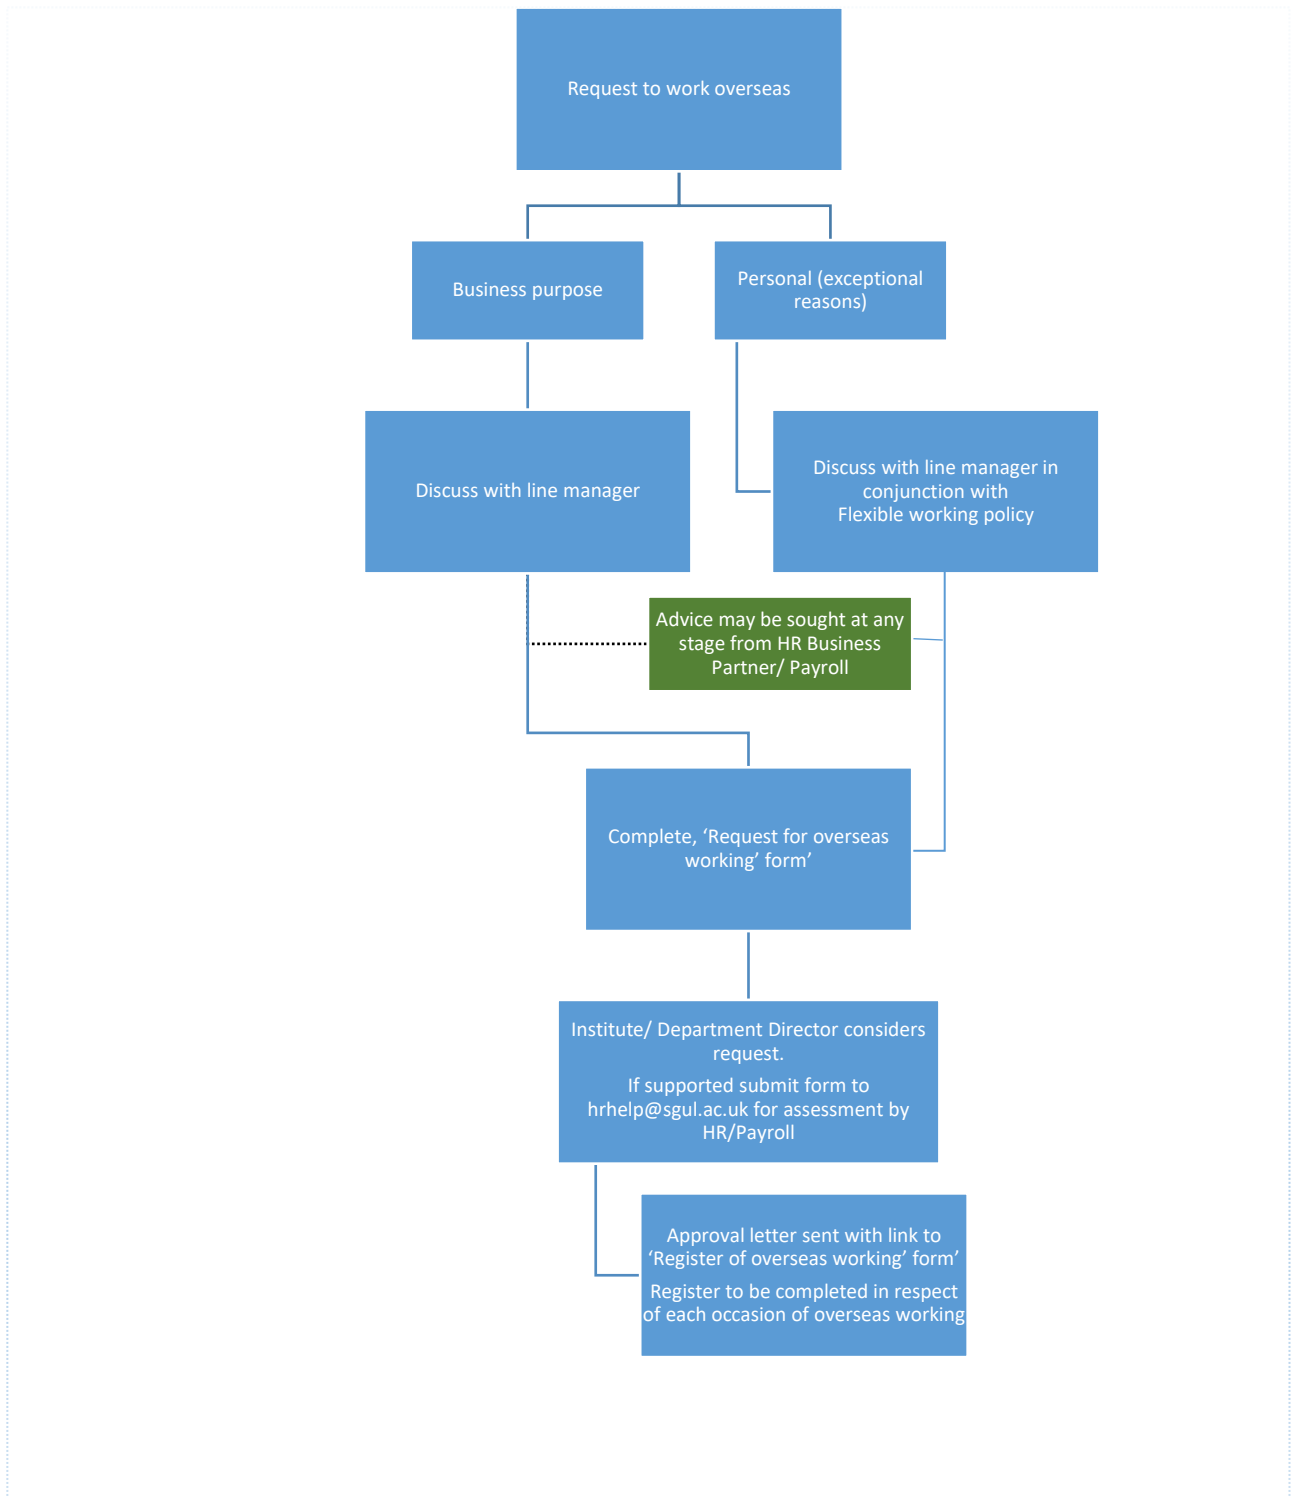 Request to work overseas
Business purpose
Personal (exceptional
reasons)
Discuss with line manager
Discuss with line manager in
conjunction with
Flexible working policy
Advice may be sought at any
stage from HR Business
Partner/ Payroll
Complete, ‘Request for overseas
working’ form’
Institute/ Department Director considers
request.
If supported submit form to
hrhelp@sgul.ac.uk for assessment by
HR/Payroll
Approval letter sent with link to
‘Register of overseas working’ form’
Register to be completed in respect
of each occasion of overseas working